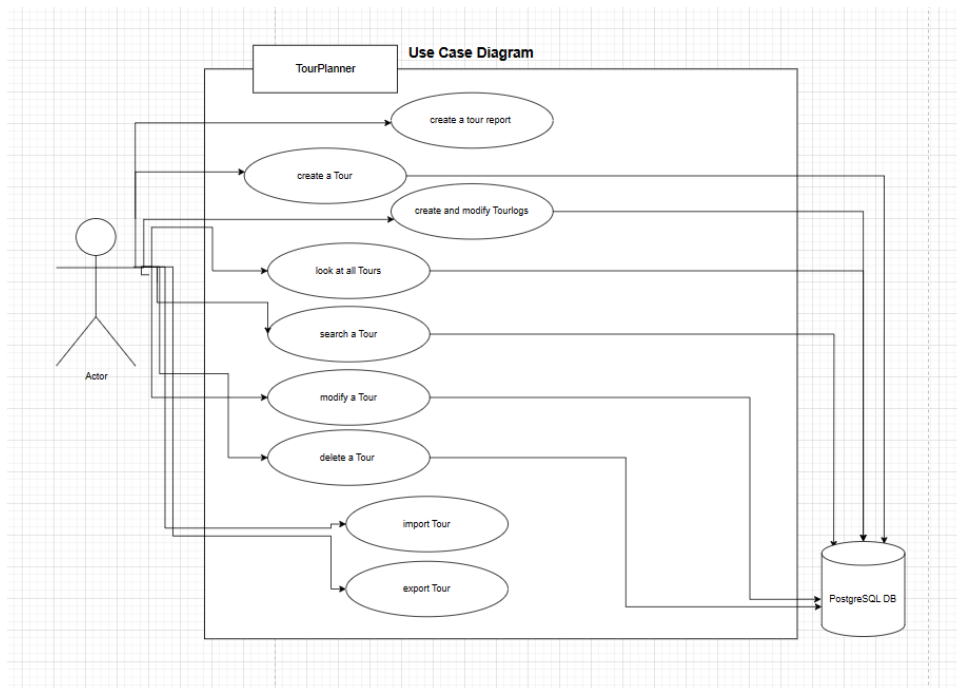 Use Case Diagram
TourPlanner
create a tour report
create a Tour
create and modify Tourlogs
look at all Tours
search a Tour
modify a Tour
Actor
delete a Tour
import Tour
export Tour
PostgreSQL DB